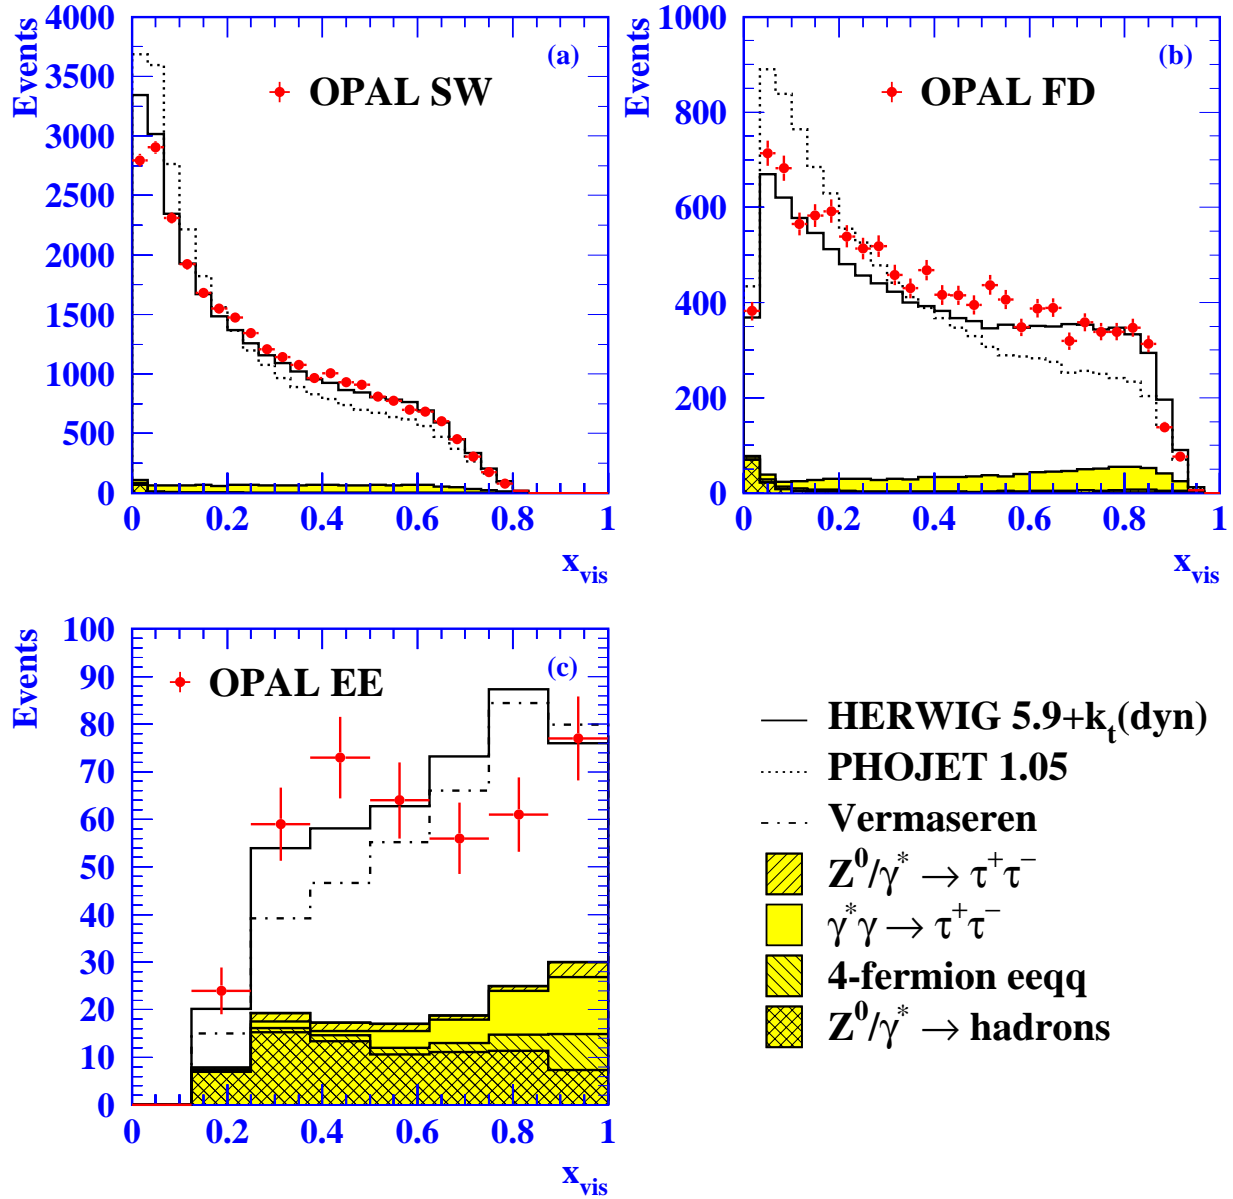 Events
4000
3500
3000
2500
2000
1500
1000
500
0
(a)
OPAL SW
0 0.2 0.4 0.6 0.8 1
x_vis
Events
1000
800
600
400
200
0
(b)
OPAL FD
0 0.2 0.4 0.6 0.8 1
x_vis
Events
100
90
80
70
60
50
40
30
20
10
0
(c)
OPAL EE
0 0.2 0.4 0.6 0.8 1
x_vis
HERWIG 5.9+k_t(dyn)
PHOJET 1.05
Vermaseren
Z⁰/γ* → τ⁺τ⁻
γ*γ → τ⁺τ⁻
4-fermion eeqq
Z⁰/γ* → hadrons